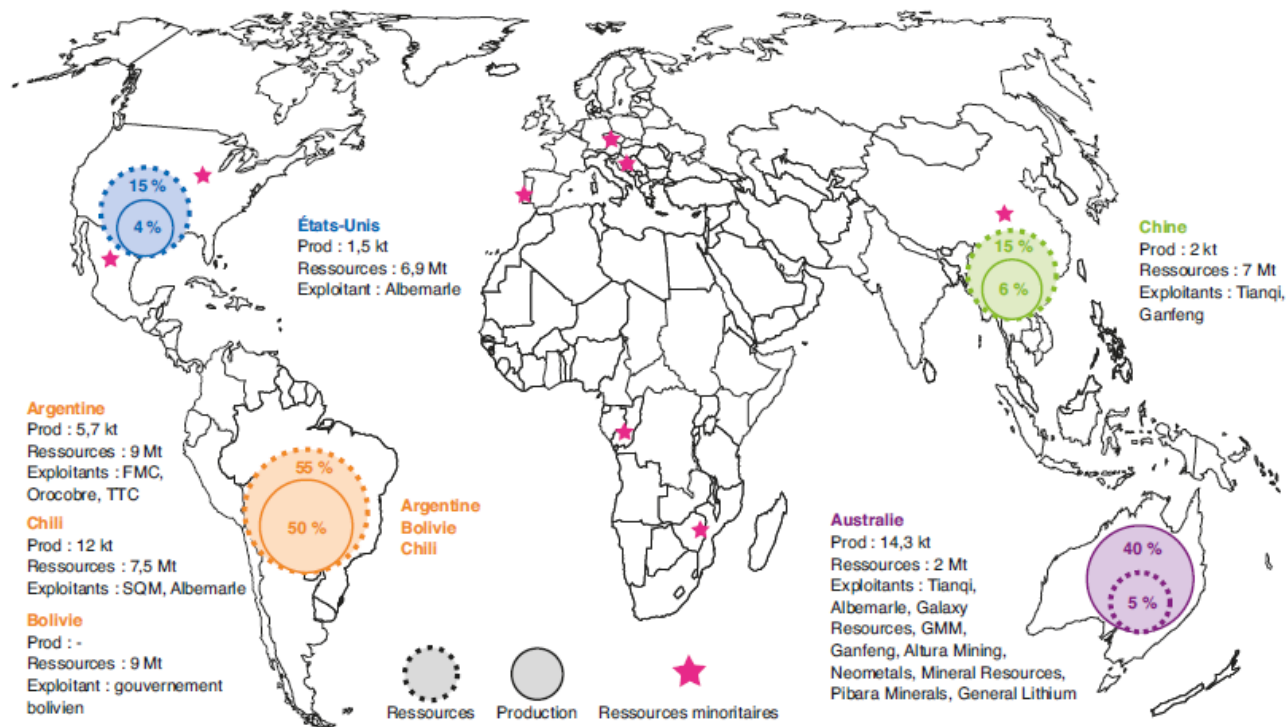 15 %
4 %
États-Unis
Prod : 1,5 kt
Ressources : 6,9 Mt
Exploitant : Albemarle
15 %
6 %
Chine
Prod : 2 kt
Ressources : 7 Mt
Exploitants : Tianqi,
Ganfeng
Argentine
Prod : 5,7 kt
Ressources : 9 Mt
Exploitants : FMC,
Orocobre, TTC
Chili
Prod : 12 kt
Ressources : 7,5 Mt
Exploitants : SQM, Albemarle
Bolivie
Prod : -
Ressources : 9 Mt
Exploitant : gouvernement
bolivien
55 %
50 %
Argentine
Bolivie
Chili
Australie
Prod : 14,3 kt
Ressources : 2 Mt
Exploitants : Tianqi,
Albemarle, Galaxy
Resources, GMM,
Ganfeng, Altura Mining,
Neometals, Mineral Resources,
Pibara Minerals, General Lithium
40 %
5 %
Ressources
Production
Ressources minoritaires